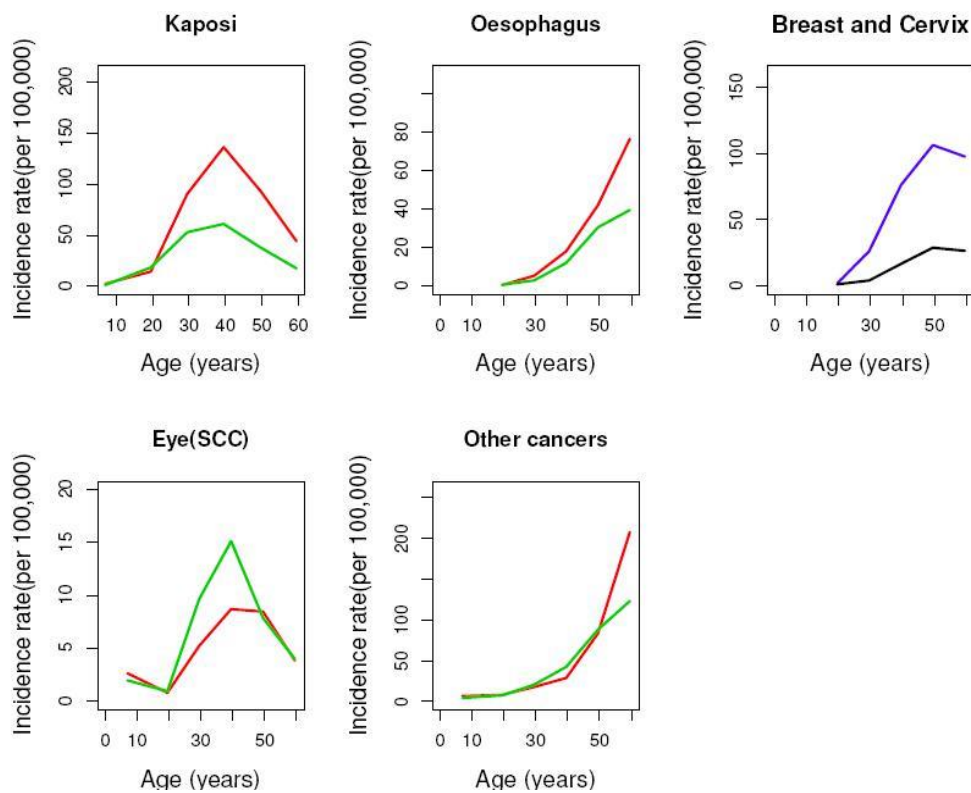 Kaposi
Incidence rate(per 100,000)
200
150
100
50
0
10 20 30 40 50 60
Age (years)
Oesophagus
Incidence rate(per 100,000)
80
60
40
20
0
0 10 30 50
Age (years)
Breast and Cervix
Incidence rate(per 100,000)
150
100
50
0
0 10 30 50
Age (years)
Eye(SCC)
Incidence rate(per 100,000)
20
15
10
5
0
0 10 30 50
Age (years)
Other cancers
Incidence rate(per 100,000)
200
100
50
0
0 10 30 50
Age (years)